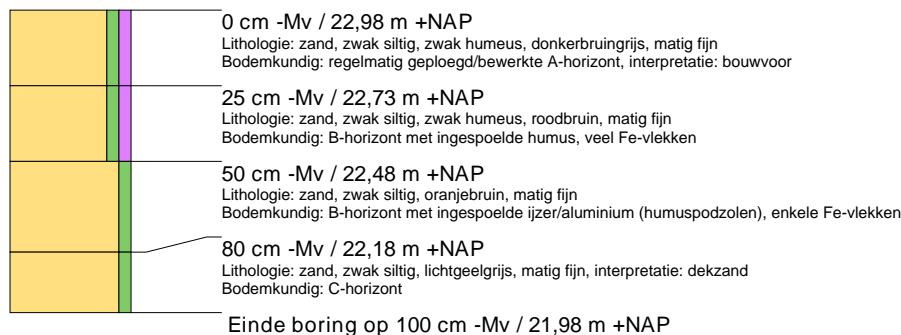 0 cm -Mv / 22,98 m +NAP
Lithologie: zand, zwak siltig, zwak humeus, donkerbruingrijs, matig fijn
Bodemkundig: regelmatig geploegd/bewerkte A-horizont, interpretatie: bouwvoor
25 cm -Mv / 22,73 m +NAP
Lithologie: zand, zwak siltig, zwak humeus, roodbruin, matig fijn
Bodemkundig: B-horizont met ingespoelde humus, veel Fe-vlekken
50 cm -Mv / 22,48 m +NAP
Lithologie: zand, zwak siltig, oranjebruin, matig fijn
Bodemkundig: B-horizont met ingespoelde ijzer/aluminium (humuspodzolen), enkele Fe-vlekken
80 cm -Mv / 22,18 m +NAP
Lithologie: zand, zwak siltig, lichtgeelgrijs, matig fijn, interpretatie: dekzand
Bodemkundig: C-horizont
Einde boring op 100 cm -Mv / 21,98 m +NAP